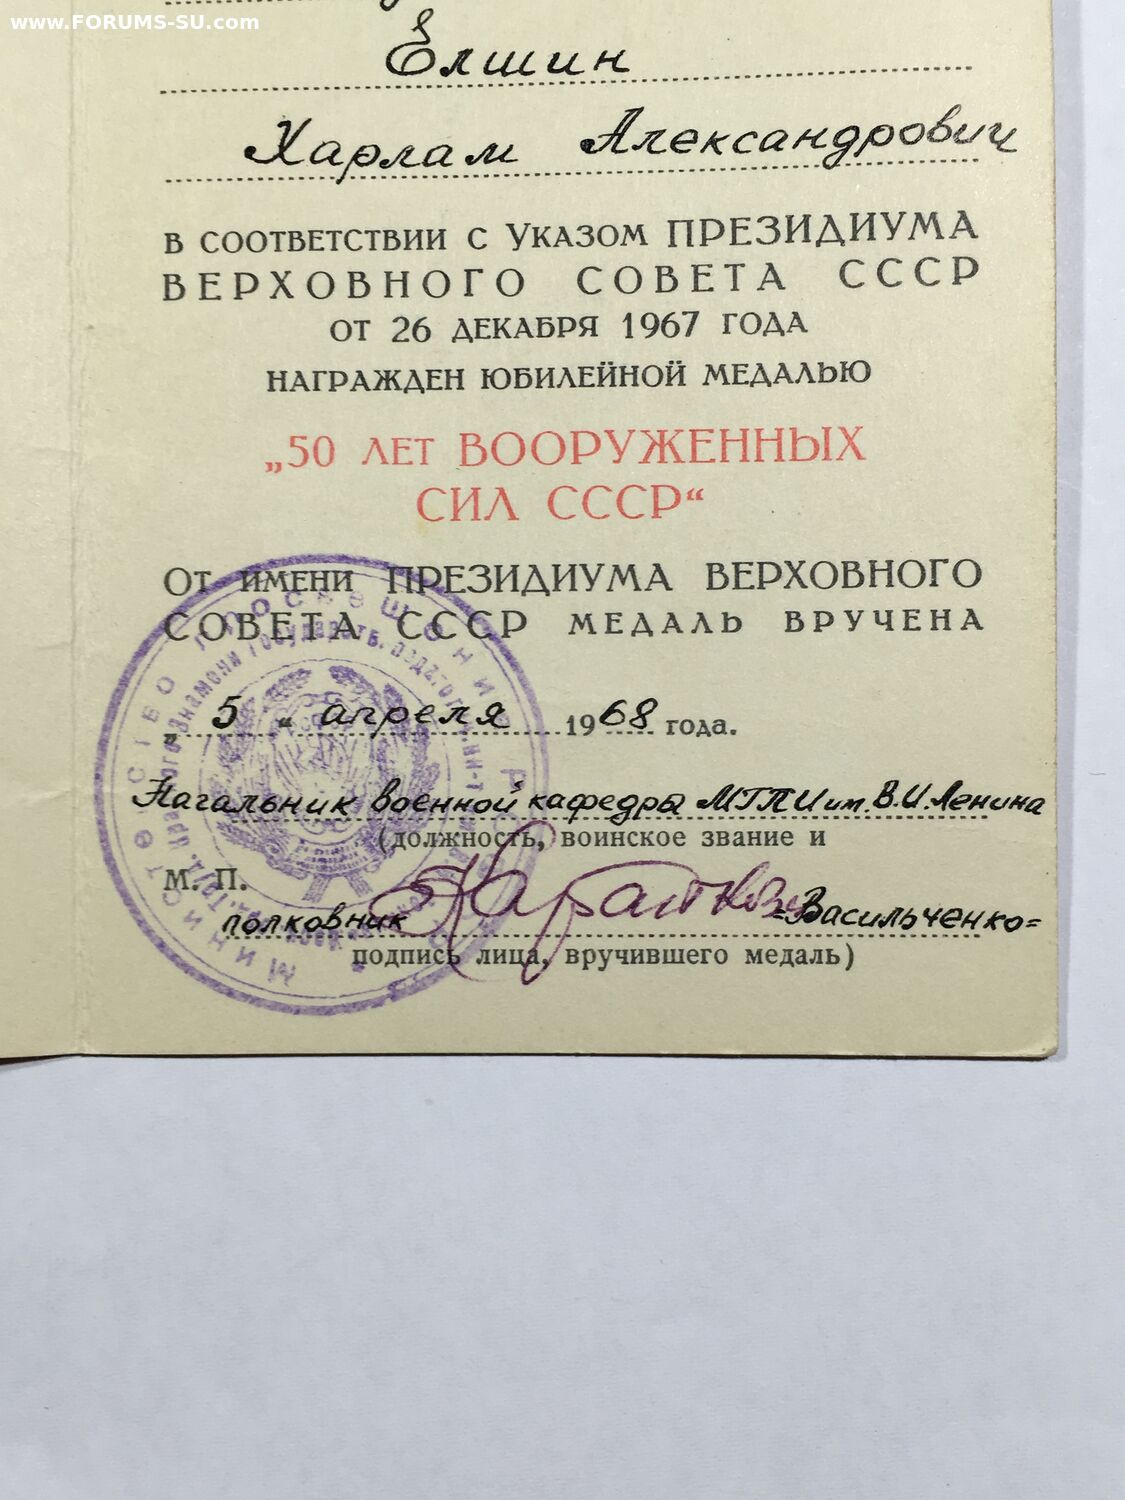 www.FORUMS-SU.com
Елшин
Харлам Александрович
В СООТВЕТСТВИИ С УКАЗОМ ПРЕЗИДИУМА
ВЕРХОВНОГО СОВЕТА СССР
ОТ 26 ДЕКАБРЯ 1967 ГОДА
НАГРАЖДЕН ЮБИЛЕЙНОЙ МЕДАЛЬЮ
„50 ЛЕТ ВООРУЖЕННЫХ
СИЛ СССР“
ОТ ИМЕНИ ПРЕЗИДИУМА ВЕРХОВНОГО
СОВЕТА СССР МЕДАЛЬ ВРУЧЕНА
„ 5 “ апреля 1968 года.
Начальник военной кафедры МГПИ им. В.И. Ленина
(должность, воинское звание и
М. П.
полковник =Васильченко=
подпись лица, вручившего медаль)
Министерство просвещения